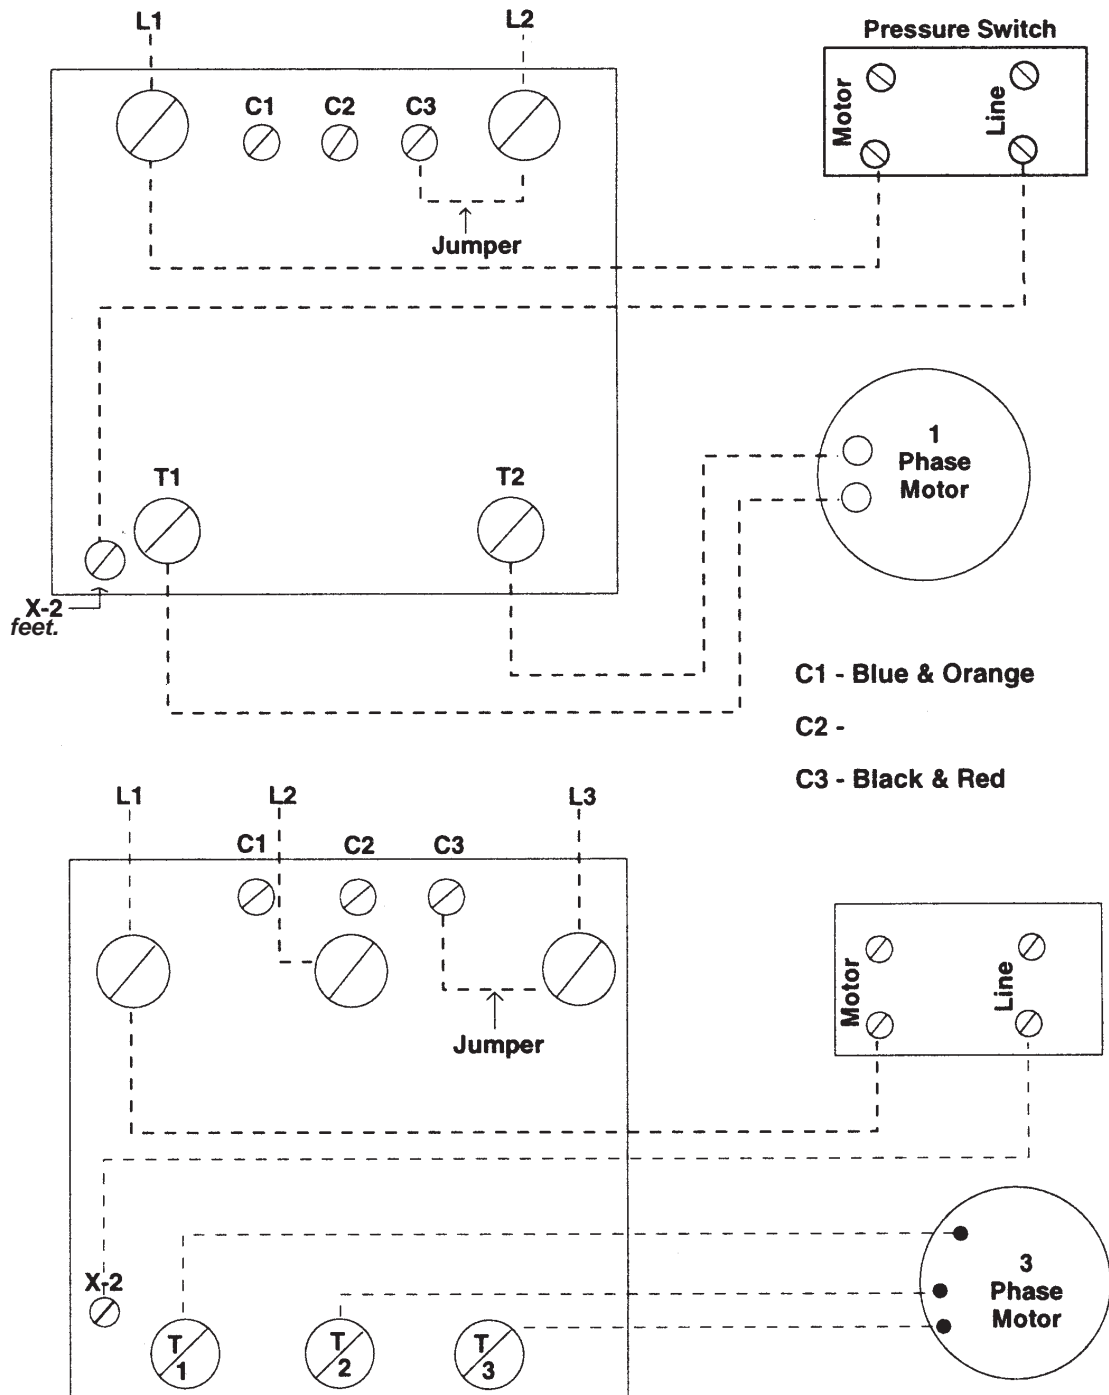 L1
L2
Pressure Switch
C1
C2
C3
Motor
Line
Jumper
T1
T2
1
Phase
Motor
X-2
feet.
C1 - Blue & Orange
C2 -
C3 - Black & Red
L1
L2
L3
C1
C2
C3
Motor
Line
Jumper
X-2
T
1
T
2
T
3
3
Phase
Motor